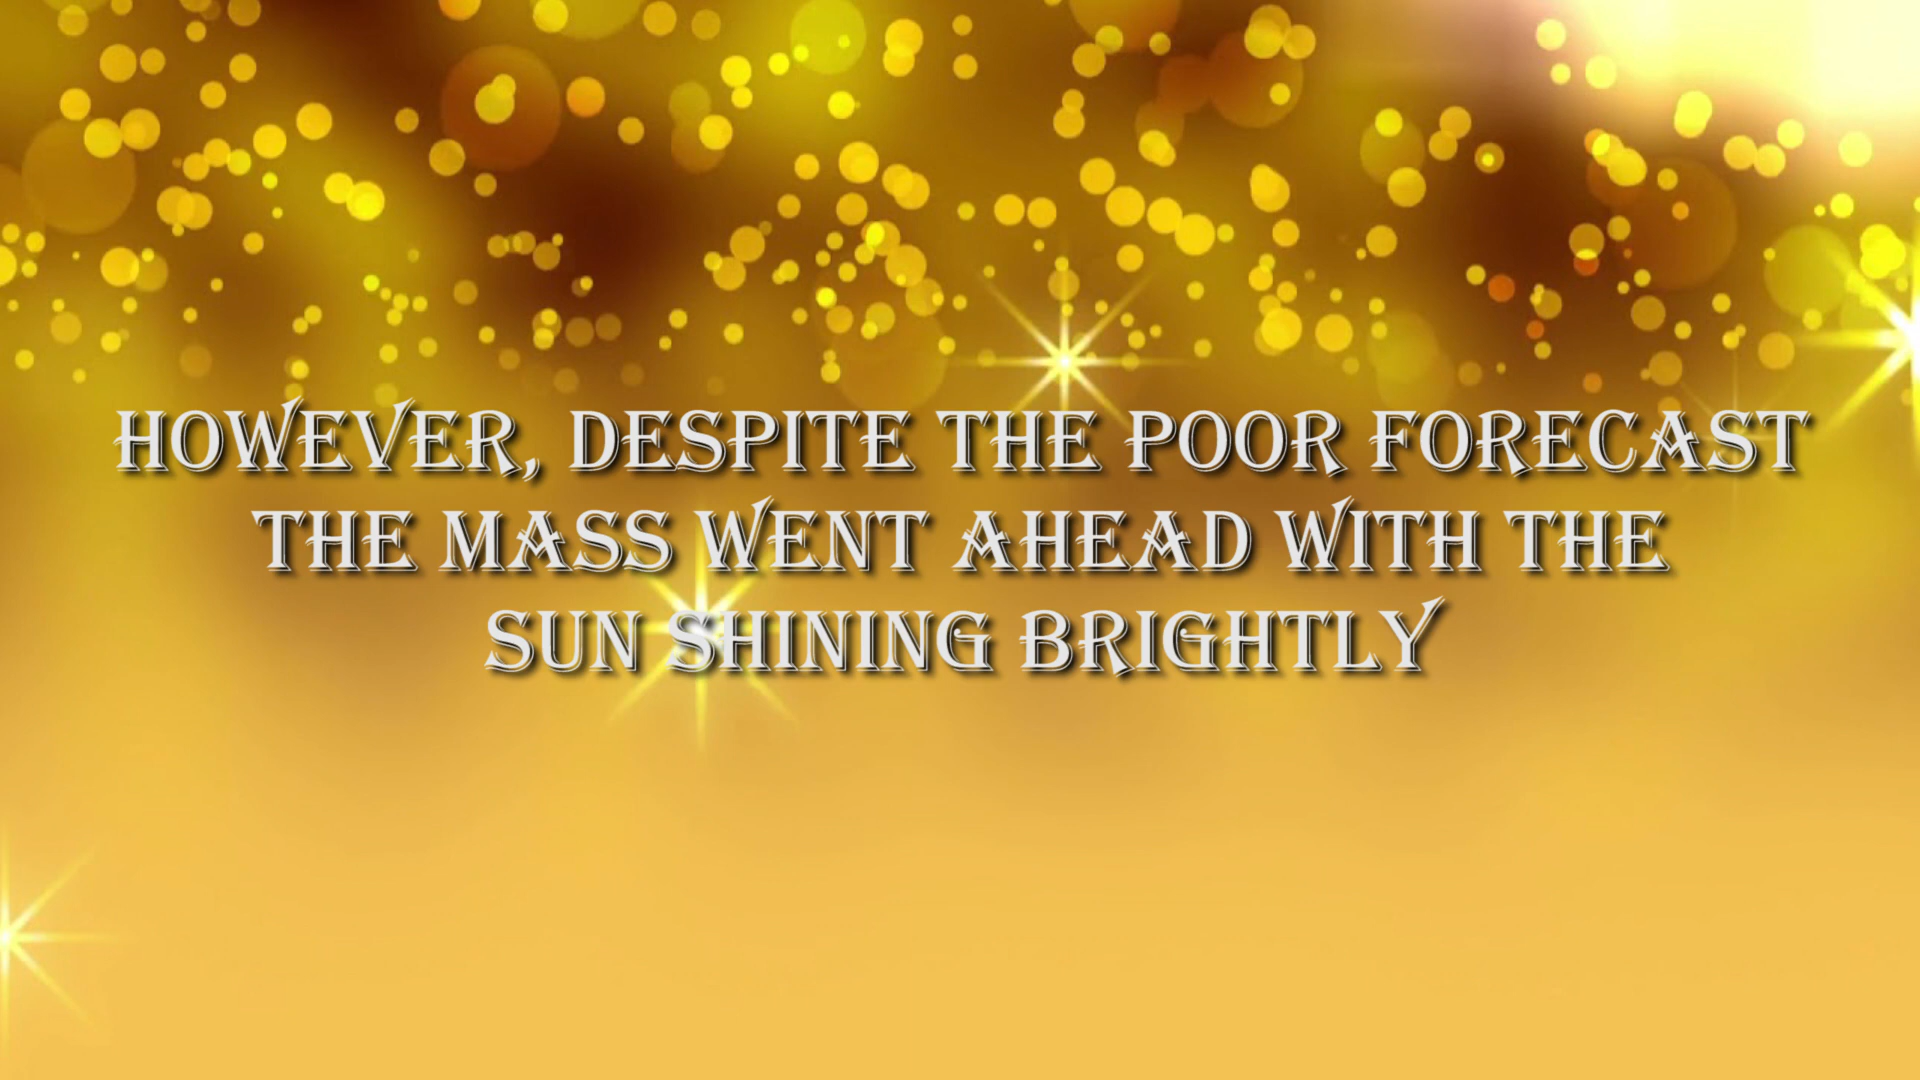 HOWEVER, DESPITE THE POOR FORECAST
THE MASS WENT AHEAD WITH THE
SUN SHINING BRIGHTLY